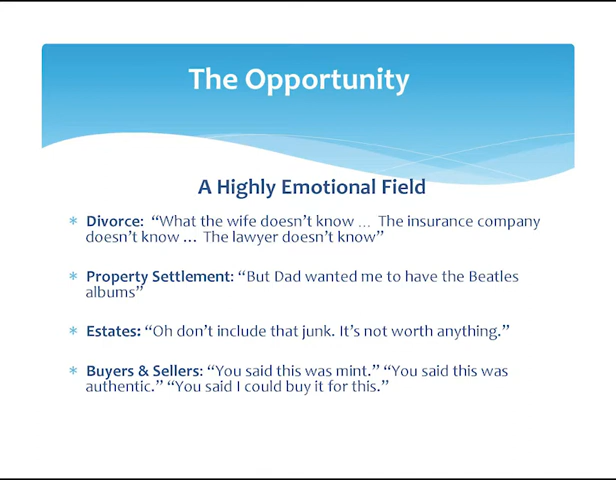 The Opportunity
A Highly Emotional Field
* Divorce: “What the wife doesn’t know … The insurance company
doesn’t know … The lawyer doesn’t know”
* Property Settlement: “But Dad wanted me to have the Beatles
albums”
* Estates: “Oh don’t include that junk. It’s not worth anything.”
* Buyers & Sellers: “You said this was mint.” “You said this was
authentic.” “You said I could buy it for this.”